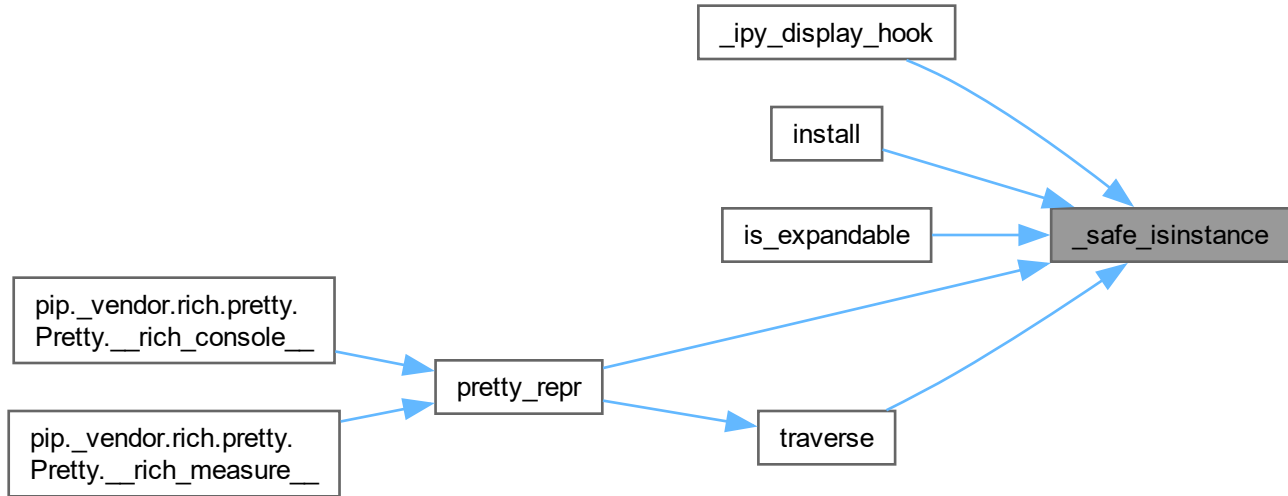 _ipy_display_hook
install
is_expandable
_safe_isinstance
pip._vendor.rich.pretty.
Pretty.__rich_console__
pretty_repr
pip._vendor.rich.pretty.
Pretty.__rich_measure__
traverse